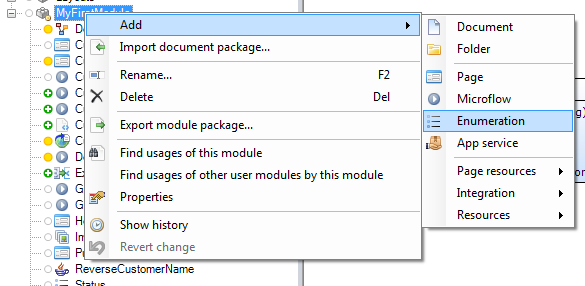 Layouts
MyFirstModule
Add
Import document package...
Rename... F2
Delete Del
Export module package...
Find usages of this module
Find usages of other user modules by this module
Properties
Show history
Revert change
Document
Folder
Page
Microflow
Enumeration
App service
Page resources
Integration
Resources
ReverseCustomerName
Status